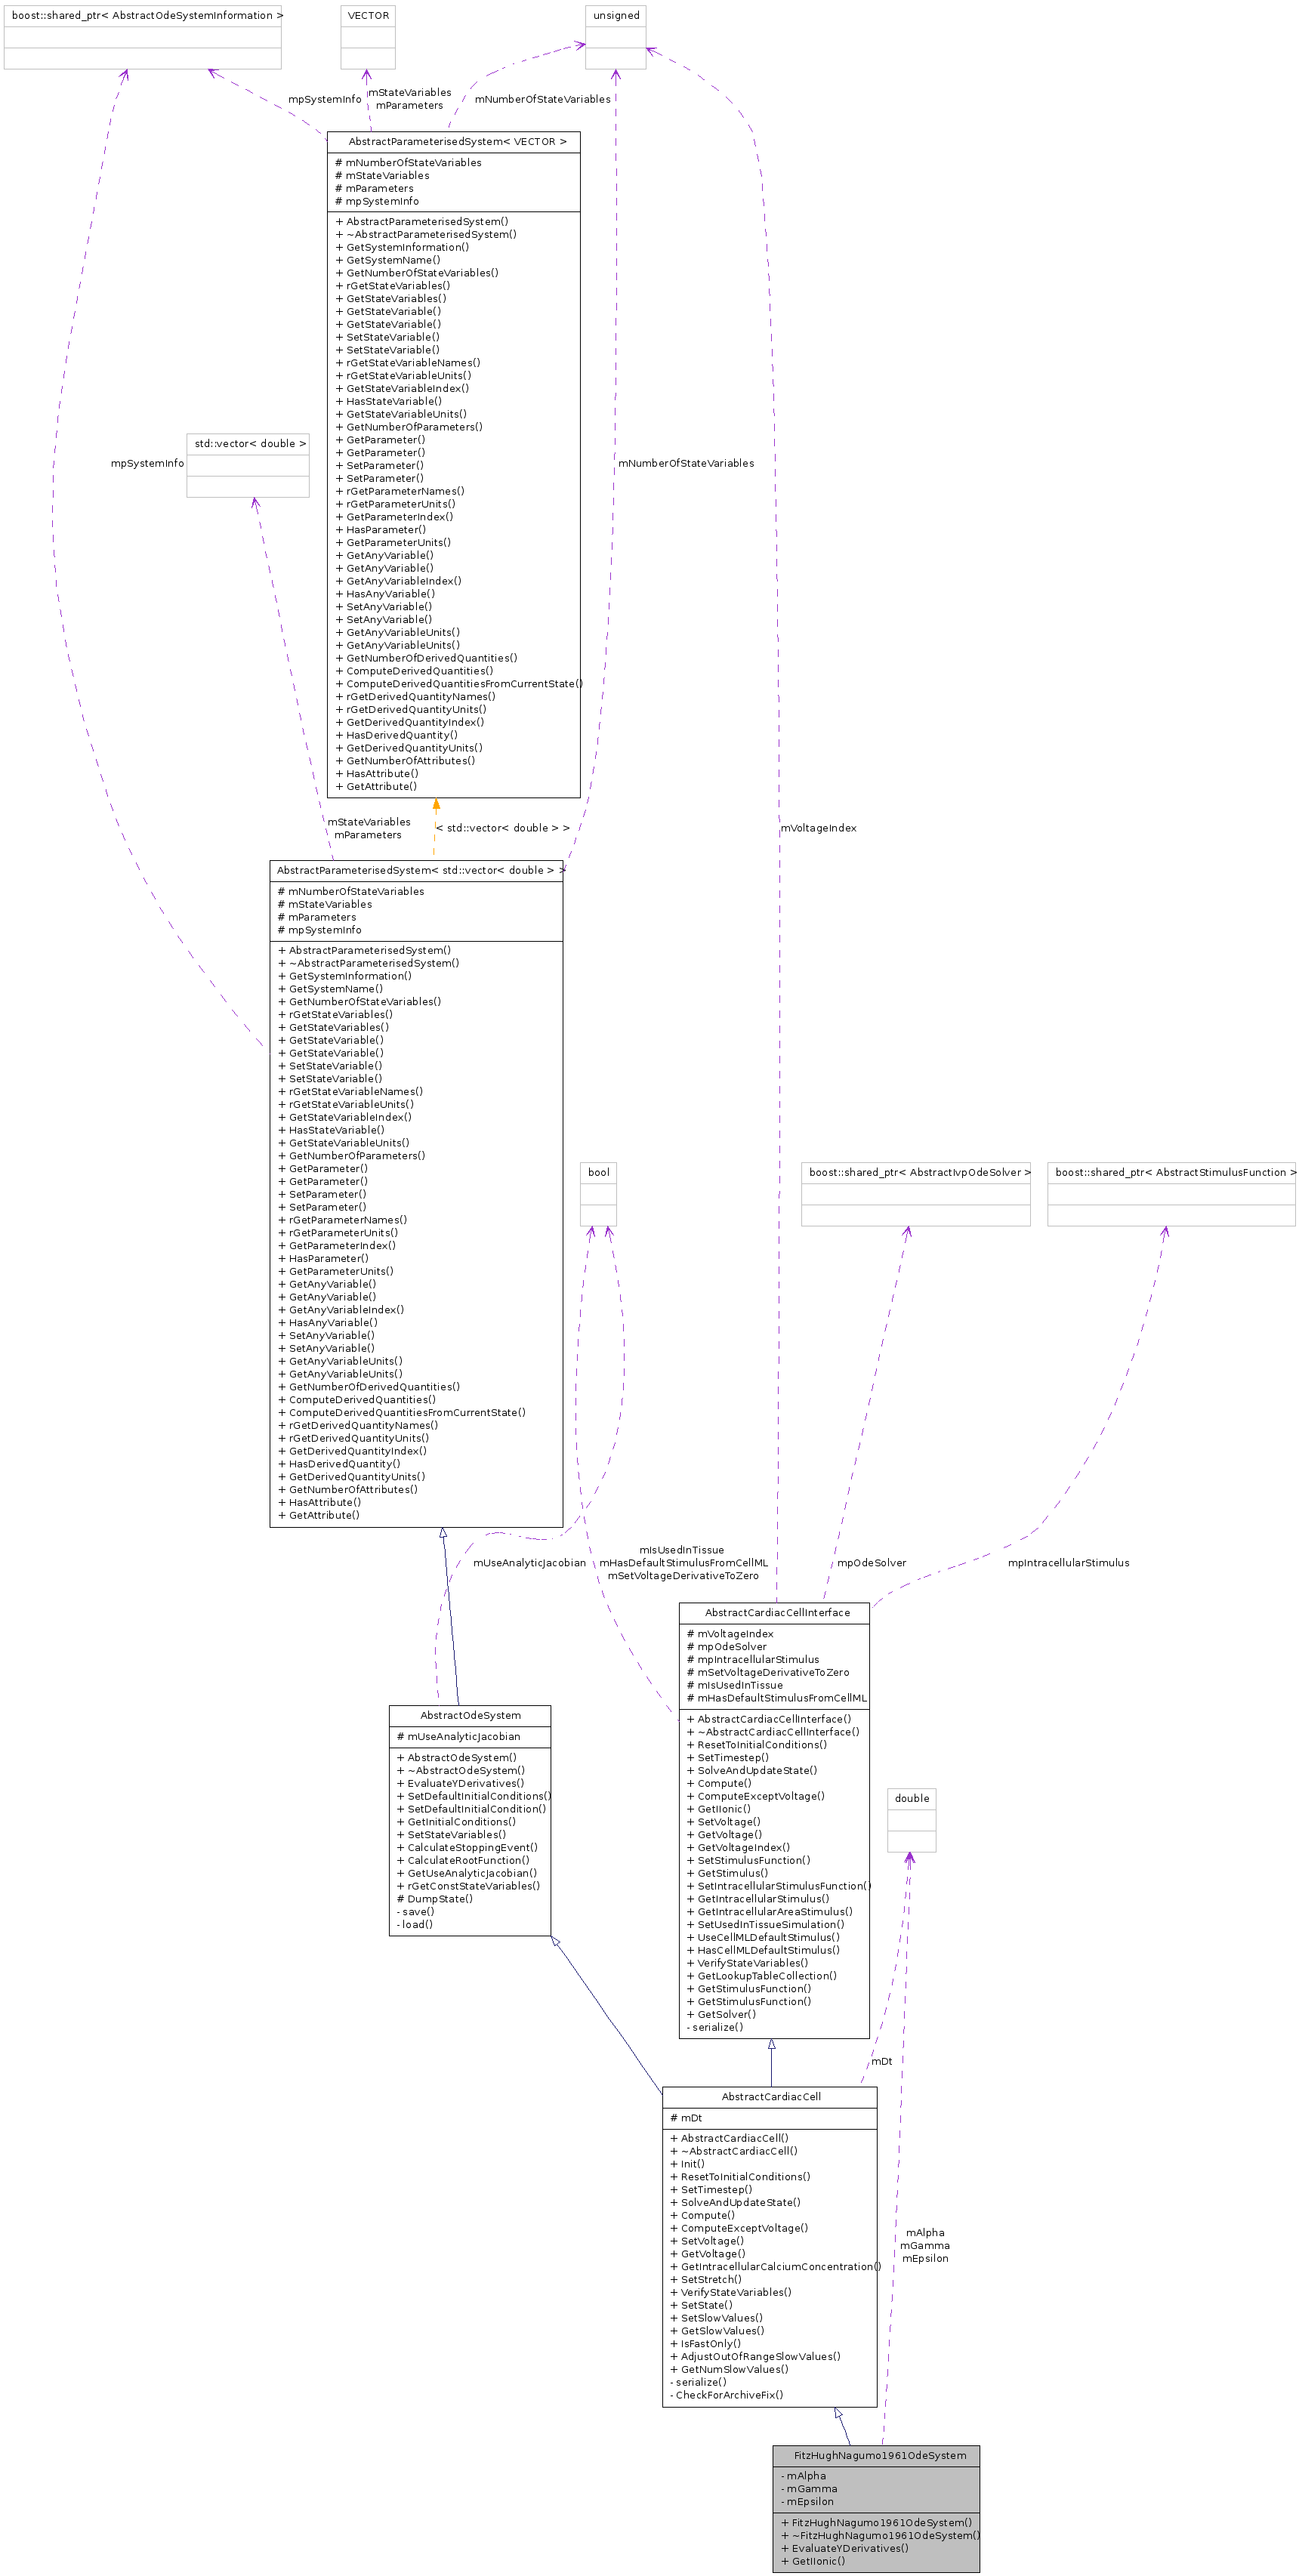 boost::shared_ptr< AbstractOdeSystemInformation >
VECTOR
unsigned
mpSystemInfo
mStateVariables
mParameters
mNumberOfStateVariables
AbstractParameterisedSystem< VECTOR >
# mNumberOfStateVariables
# mStateVariables
# mParameters
# mpSystemInfo
+ AbstractParameterisedSystem()
+ ~AbstractParameterisedSystem()
+ GetSystemInformation()
+ GetSystemName()
+ GetNumberOfStateVariables()
+ rGetStateVariables()
+ GetStateVariables()
+ GetStateVariable()
+ GetStateVariable()
+ SetStateVariable()
+ SetStateVariable()
+ rGetStateVariableNames()
+ rGetStateVariableUnits()
+ GetStateVariableIndex()
+ HasStateVariable()
+ GetStateVariableUnits()
+ GetNumberOfParameters()
+ GetParameter()
+ GetParameter()
+ SetParameter()
+ SetParameter()
+ rGetParameterNames()
+ rGetParameterUnits()
+ GetParameterIndex()
+ HasParameter()
+ GetParameterUnits()
+ GetAnyVariable()
+ GetAnyVariable()
+ GetAnyVariableIndex()
+ HasAnyVariable()
+ SetAnyVariable()
+ SetAnyVariable()
+ GetAnyVariableUnits()
+ GetAnyVariableUnits()
+ GetNumberOfDerivedQuantities()
+ ComputeDerivedQuantities()
+ ComputeDerivedQuantitiesFromCurrentState()
+ rGetDerivedQuantityNames()
+ rGetDerivedQuantityUnits()
+ GetDerivedQuantityIndex()
+ HasDerivedQuantity()
+ GetDerivedQuantityUnits()
+ GetNumberOfAttributes()
+ HasAttribute()
+ GetAttribute()
std::vector< double >
mpSystemInfo
mNumberOfStateVariables
mStateVariables
mParameters
< std::vector< double > >
mVoltageIndex
AbstractParameterisedSystem< std::vector< double > >
# mNumberOfStateVariables
# mStateVariables
# mParameters
# mpSystemInfo
+ AbstractParameterisedSystem()
+ ~AbstractParameterisedSystem()
+ GetSystemInformation()
+ GetSystemName()
+ GetNumberOfStateVariables()
+ rGetStateVariables()
+ GetStateVariables()
+ GetStateVariable()
+ GetStateVariable()
+ SetStateVariable()
+ SetStateVariable()
+ rGetStateVariableNames()
+ rGetStateVariableUnits()
+ GetStateVariableIndex()
+ HasStateVariable()
+ GetStateVariableUnits()
+ GetNumberOfParameters()
+ GetParameter()
+ GetParameter()
+ SetParameter()
+ SetParameter()
+ rGetParameterNames()
+ rGetParameterUnits()
+ GetParameterIndex()
+ HasParameter()
+ GetParameterUnits()
+ GetAnyVariable()
+ GetAnyVariable()
+ GetAnyVariableIndex()
+ HasAnyVariable()
+ SetAnyVariable()
+ SetAnyVariable()
+ GetAnyVariableUnits()
+ GetAnyVariableUnits()
+ GetNumberOfDerivedQuantities()
+ ComputeDerivedQuantities()
+ ComputeDerivedQuantitiesFromCurrentState()
+ rGetDerivedQuantityNames()
+ rGetDerivedQuantityUnits()
+ GetDerivedQuantityIndex()
+ HasDerivedQuantity()
+ GetDerivedQuantityUnits()
+ GetNumberOfAttributes()
+ HasAttribute()
+ GetAttribute()
bool
boost::shared_ptr< AbstractIvpOdeSolver >
boost::shared_ptr< AbstractStimulusFunction >
mUseAnalyticJacobian
mIsUsedInTissue
mHasDefaultStimulusFromCellML
mSetVoltageDerivativeToZero
mpOdeSolver
mpIntracellularStimulus
AbstractCardiacCellInterface
# mVoltageIndex
# mpOdeSolver
# mpIntracellularStimulus
# mSetVoltageDerivativeToZero
# mIsUsedInTissue
# mHasDefaultStimulusFromCellML
+ AbstractCardiacCellInterface()
+ ~AbstractCardiacCellInterface()
+ ResetToInitialConditions()
+ SetTimestep()
+ SolveAndUpdateState()
+ Compute()
+ ComputeExceptVoltage()
+ GetIIonic()
+ SetVoltage()
+ GetVoltage()
+ GetVoltageIndex()
+ SetStimulusFunction()
+ GetStimulus()
+ SetIntracellularStimulusFunction()
+ GetIntracellularStimulus()
+ GetIntracellularAreaStimulus()
+ SetUsedInTissueSimulation()
+ UseCellMLDefaultStimulus()
+ HasCellMLDefaultStimulus()
+ VerifyStateVariables()
+ GetLookupTableCollection()
+ GetStimulusFunction()
+ GetStimulusFunction()
+ GetSolver()
- serialize()
AbstractOdeSystem
# mUseAnalyticJacobian
+ AbstractOdeSystem()
+ ~AbstractOdeSystem()
+ EvaluateYDerivatives()
+ SetDefaultInitialConditions()
+ SetDefaultInitialCondition()
+ GetInitialConditions()
+ SetStateVariables()
+ CalculateStoppingEvent()
+ CalculateRootFunction()
+ GetUseAnalyticJacobian()
+ rGetConstStateVariables()
# DumpState()
- save()
- load()
double
mDt
AbstractCardiacCell
# mDt
+ AbstractCardiacCell()
+ ~AbstractCardiacCell()
+ Init()
+ ResetToInitialConditions()
+ SetTimestep()
+ SolveAndUpdateState()
+ Compute()
+ ComputeExceptVoltage()
+ SetVoltage()
+ GetVoltage()
+ GetIntracellularCalciumConcentration()
+ SetStretch()
+ VerifyStateVariables()
+ SetState()
+ SetSlowValues()
+ GetSlowValues()
+ IsFastOnly()
+ AdjustOutOfRangeSlowValues()
+ GetNumSlowValues()
- serialize()
- CheckForArchiveFix()
mAlpha
mGamma
mEpsilon
FitzHughNagumo1961OdeSystem
- mAlpha
- mGamma
- mEpsilon
+ FitzHughNagumo1961OdeSystem()
+ ~FitzHughNagumo1961OdeSystem()
+ EvaluateYDerivatives()
+ GetIIonic()